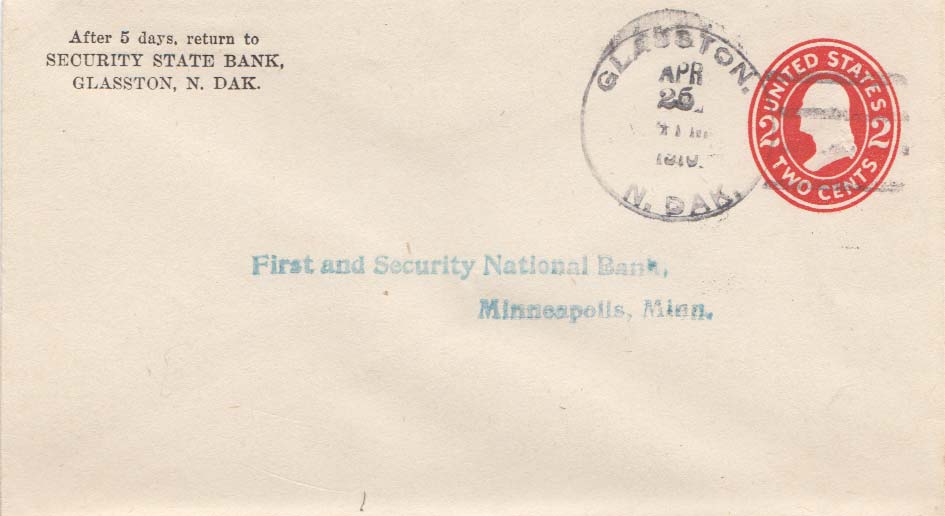 After 5 days, return to
SECURITY STATE BANK,
GLASSTON, N. DAK.
GLASSTON.
APR
N. DAK.
UNITED STATES
2 2
TWO CENTS
First and Security National Bank,
Minneapolis, Minn.